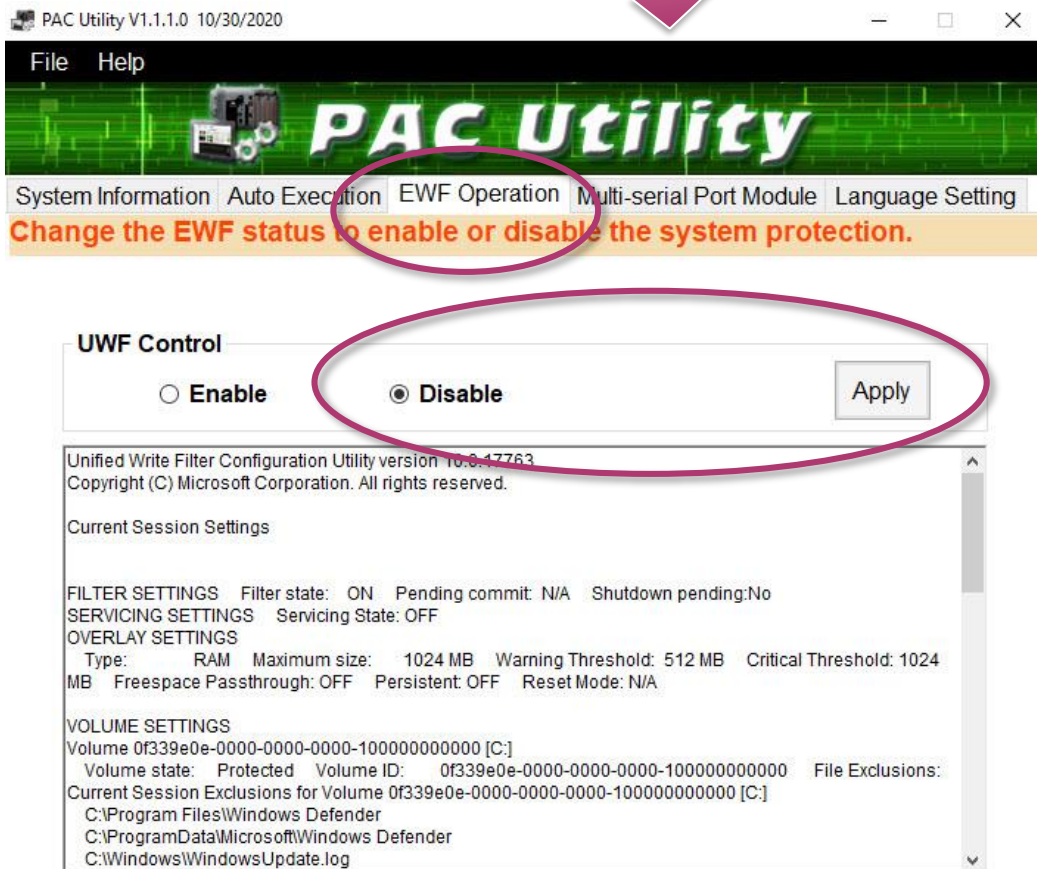 PAC Utility V1.1.1.0 10/30/2020
File Help
PAC Utility
System Information Auto Execution EWF Operation Multi-serial Port Module Language Setting
Change the EWF status to enable or disable the system protection.
UWF Control
Enable Disable Apply
Unified Write Filter Configuration Utility version 10.0.17763
Copyright (C) Microsoft Corporation. All rights reserved.
Current Session Settings
FILTER SETTINGS Filter state: ON Pending commit: N/A Shutdown pending:No
SERVICING SETTINGS Servicing State: OFF
OVERLAY SETTINGS
Type: RAM Maximum size: 1024 MB Warning Threshold: 512 MB Critical Threshold: 1024
MB Freespace Passthrough: OFF Persistent: OFF Reset Mode: N/A
VOLUME SETTINGS
Volume 0f339e0e-0000-0000-0000-100000000000 [C:]
Volume state: Protected Volume ID: 0f339e0e-0000-0000-0000-100000000000 File Exclusions:
Current Session Exclusions for Volume 0f339e0e-0000-0000-0000-100000000000 [C:]
C:\Program Files\Windows Defender
C:\ProgramData\Microsoft\Windows Defender
C:\Windows\WindowsUpdate.log